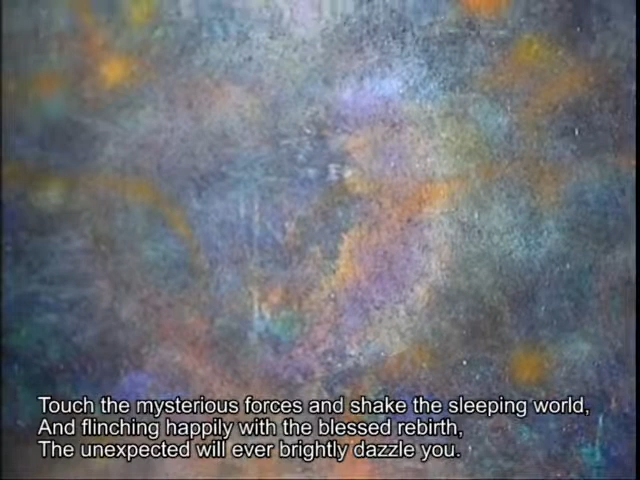 Touch the mysterious forces and shake the sleeping world,
And flinching happily with the blessed rebirth,
The unexpected will ever brightly dazzle you.